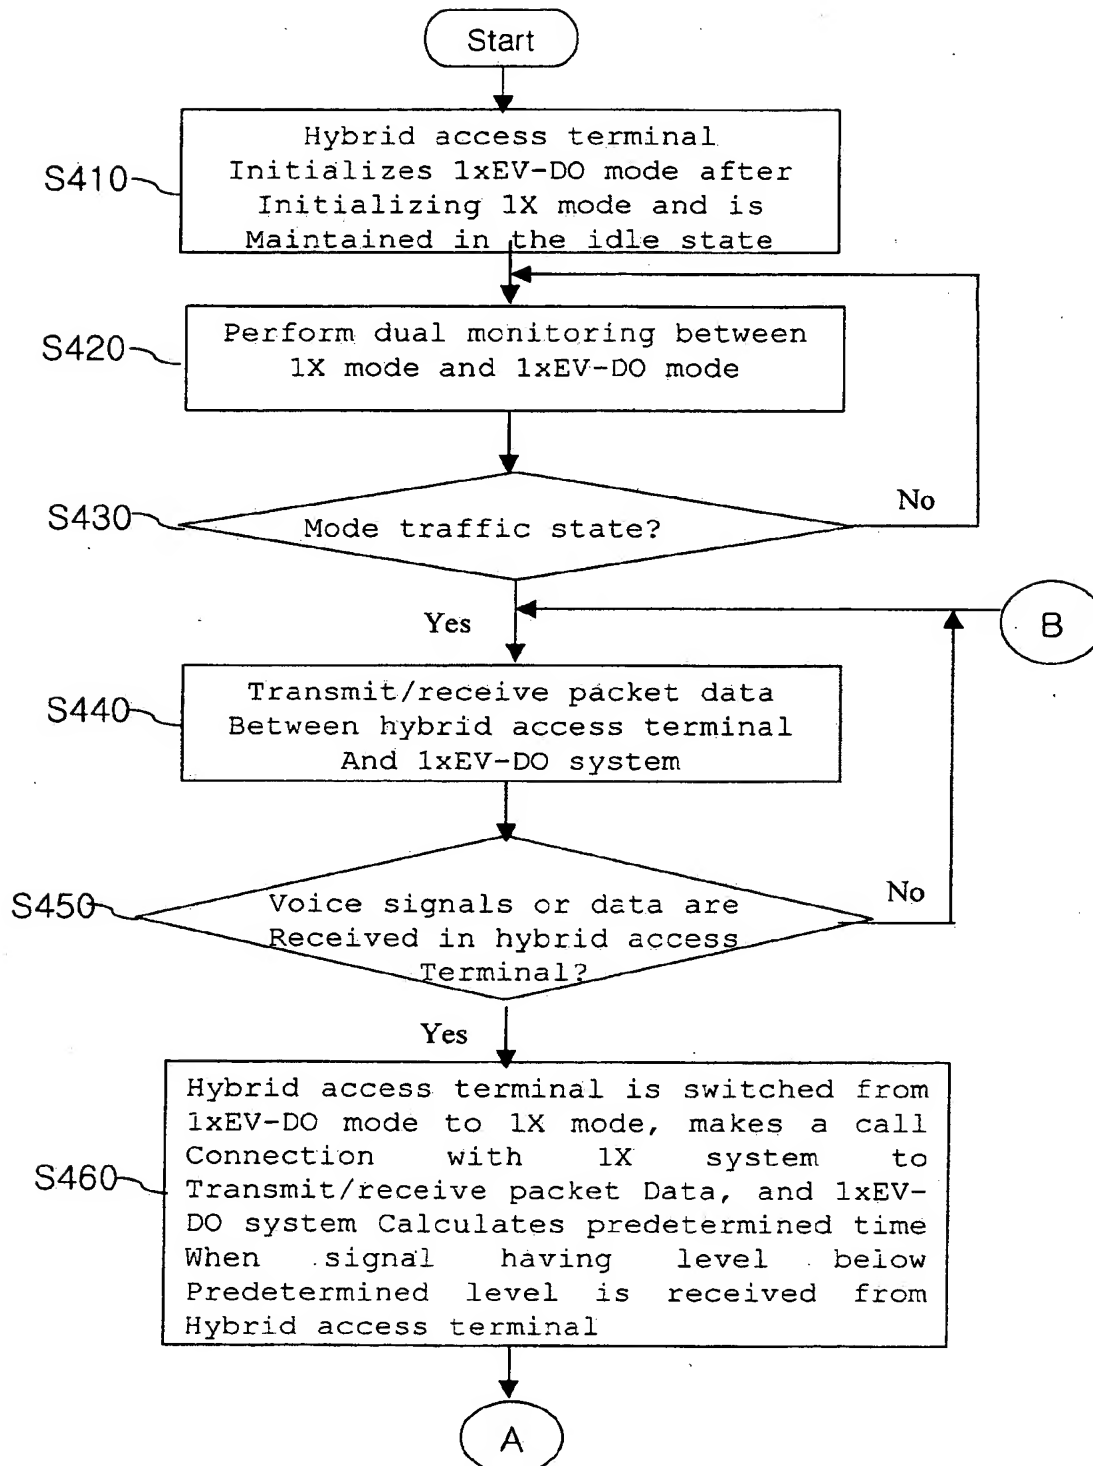 Start
S410
Hybrid access terminal
Initializes 1xEV-DO mode after
Initializing 1X mode and is
Maintained in the idle state
S420
Perform dual monitoring between
1X mode and 1xEV-DO mode
S430
Mode traffic state?
No
Yes
B
S440
Transmit/receive packet data
Between hybrid access terminal
And 1xEV-DO system
S450
Voice signals or data are
Received in hybrid access
Terminal?
No
Yes
S460
Hybrid access terminal is switched from
1xEV-DO mode to 1X mode, makes a call
Connection with 1X system to
Transmit/receive packet Data, and 1xEV-
DO system Calculates predetermined time
When signal having level below
Predetermined level is received from
Hybrid access terminal
A